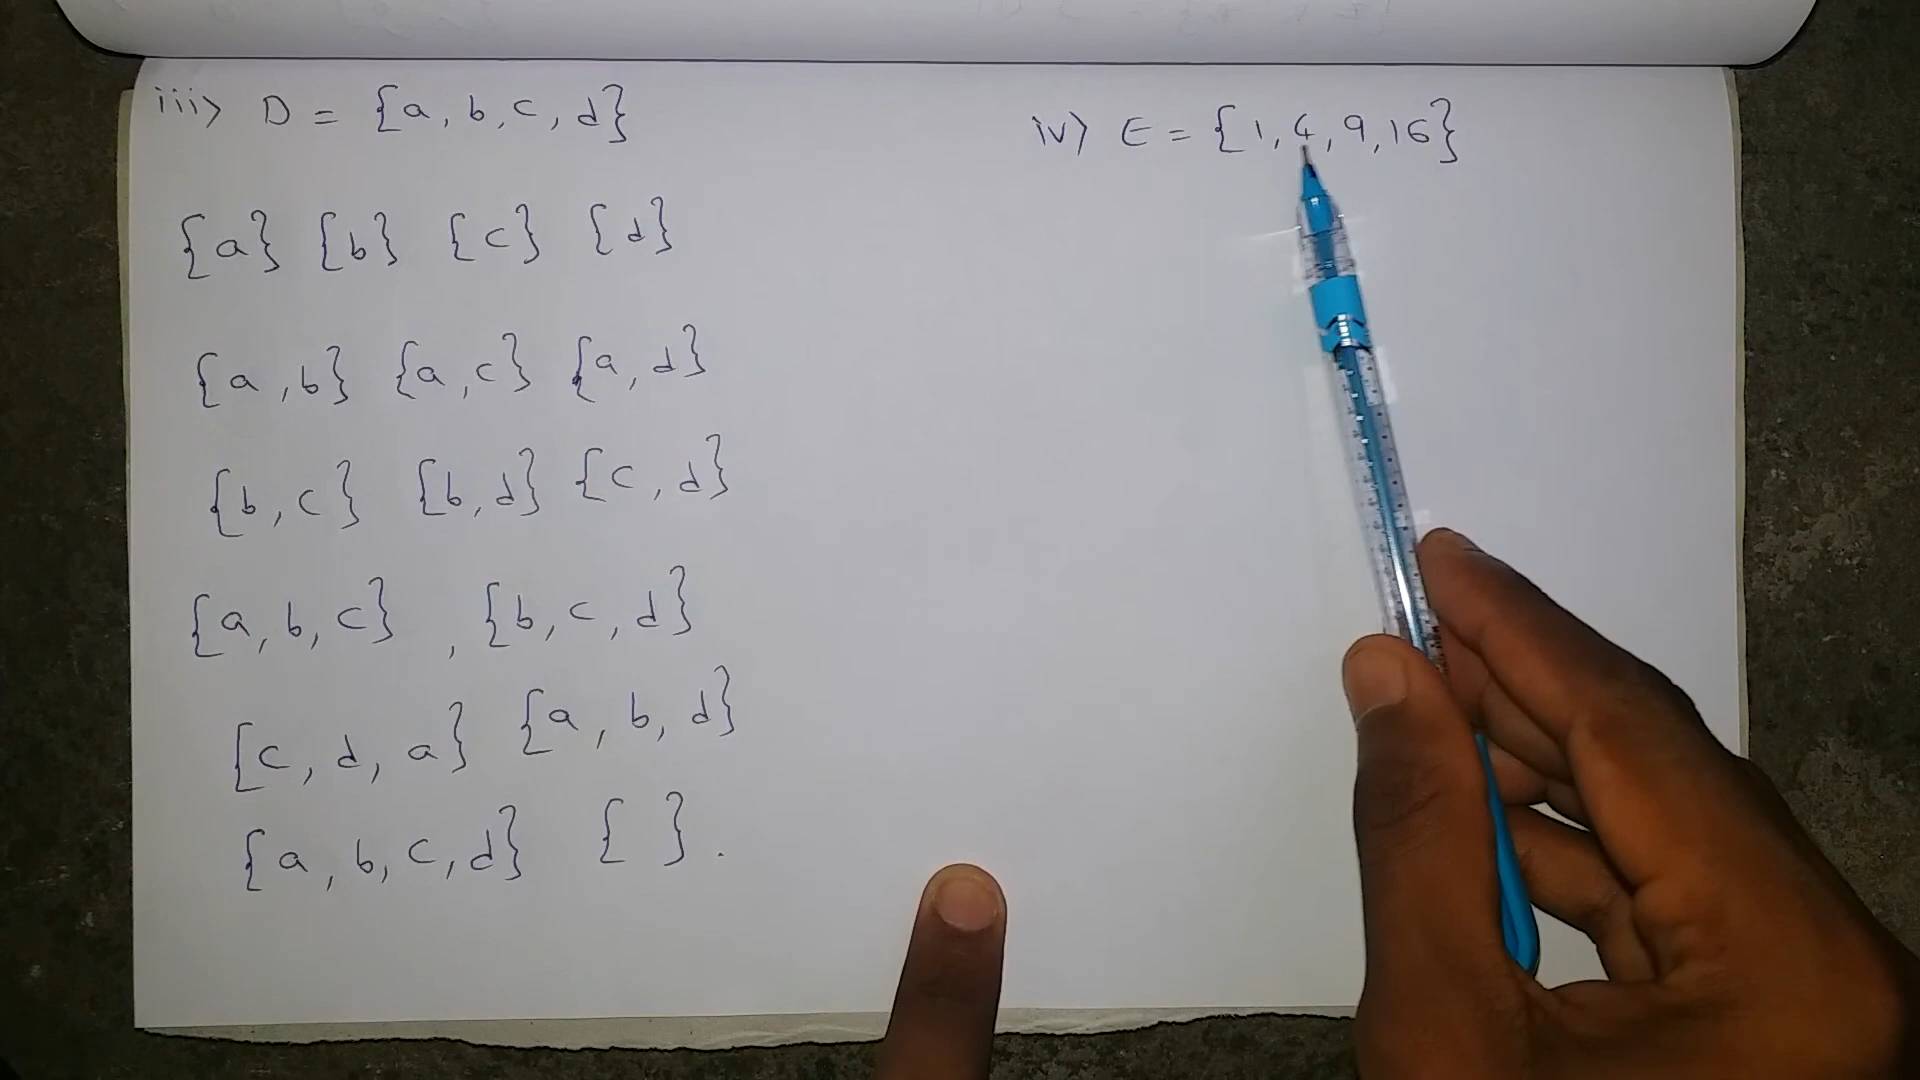 iii) D = {a, b, c, d}
{a} {b} {c} {d}
{a, b} {a, c} {a, d}
{b, c} {b, d} {c, d}
{a, b, c} , {b, c, d}
{c, d, a} {a, b, d}
{a, b, c, d} { }.
iv) E = {1, 4, 9, 16}